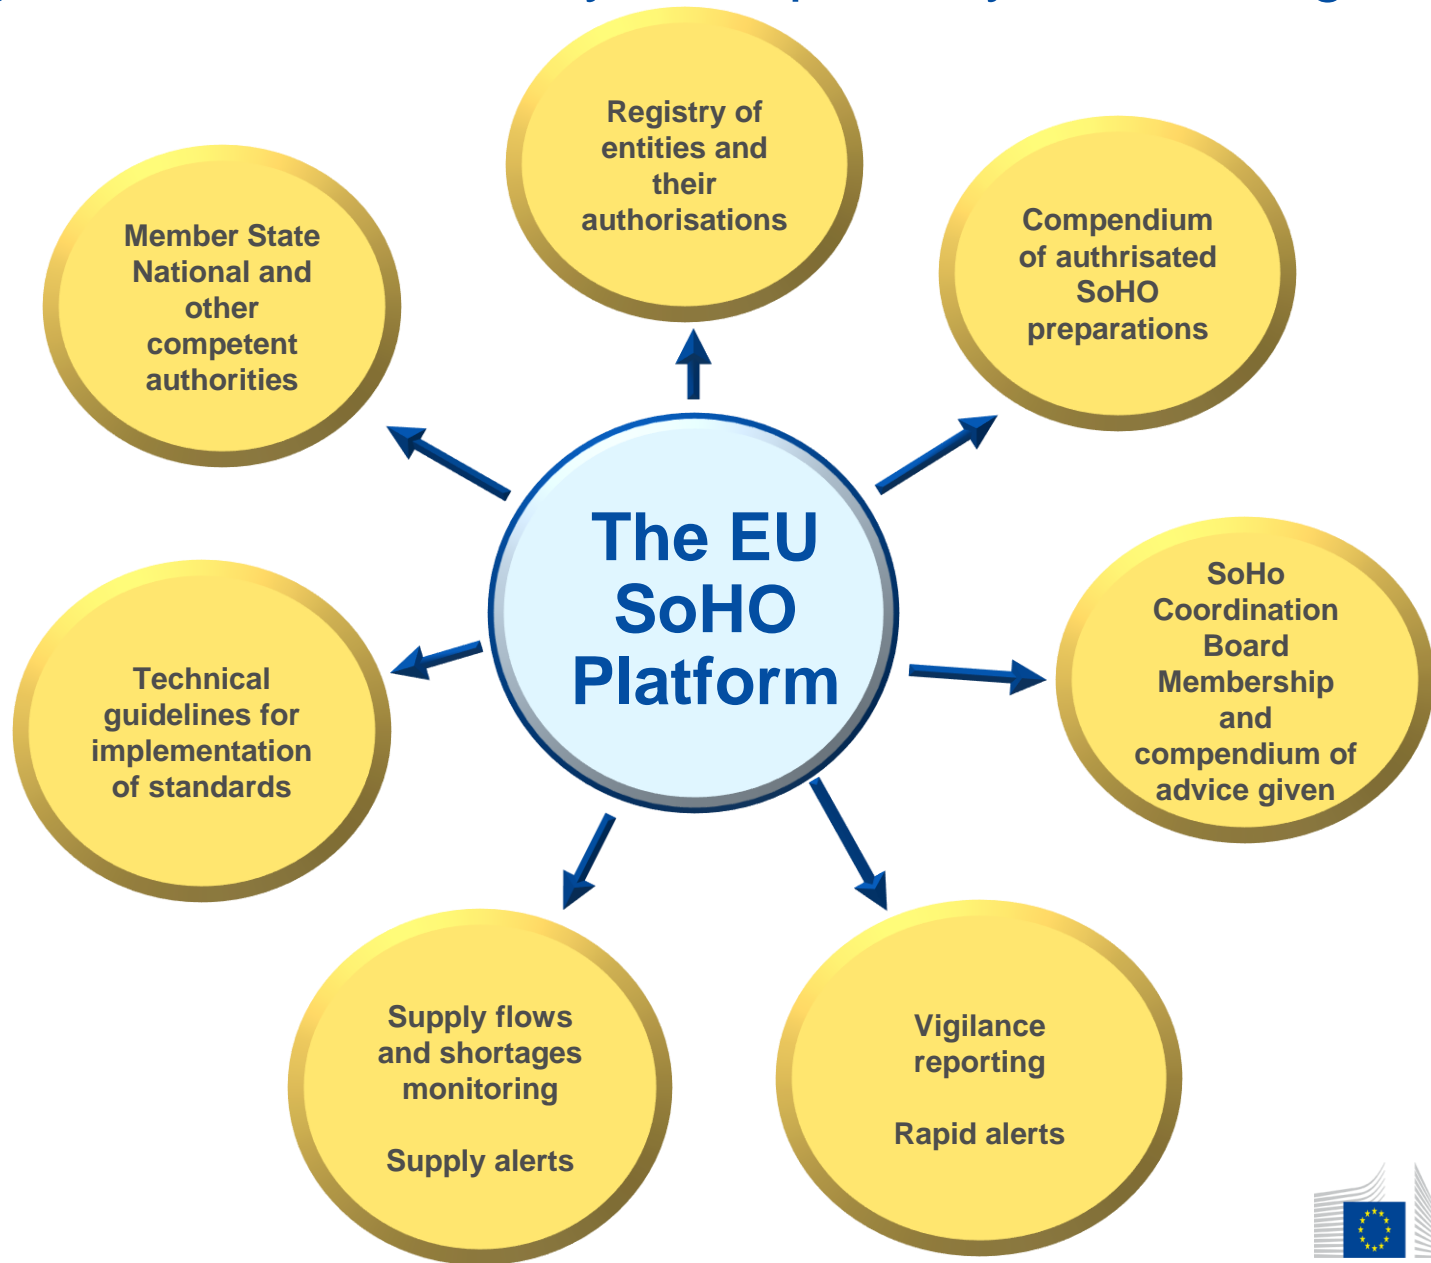 Registry of
entities and
their
authorisations
Compendium
of authrisated
SoHO
preparations
Member State
National and
other
competent
authorities
The EU
SoHO
Platform
SoHo
Coordination
Board
Membership
and
compendium of
advice given
Technical
guidelines for
implementation
of standards
Supply flows
and shortages
monitoring
Supply alerts
Vigilance
reporting
Rapid alerts